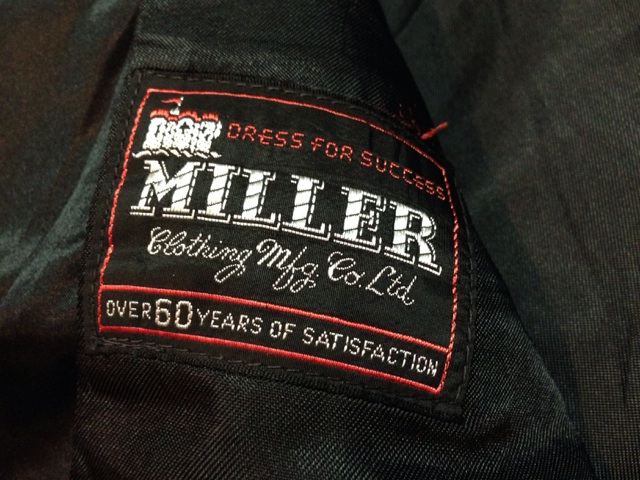 DRESS FOR SUCCESS
MILLER
Clothing Mfg Co. Ltd
OVER 60 YEARS OF SATISFACTION